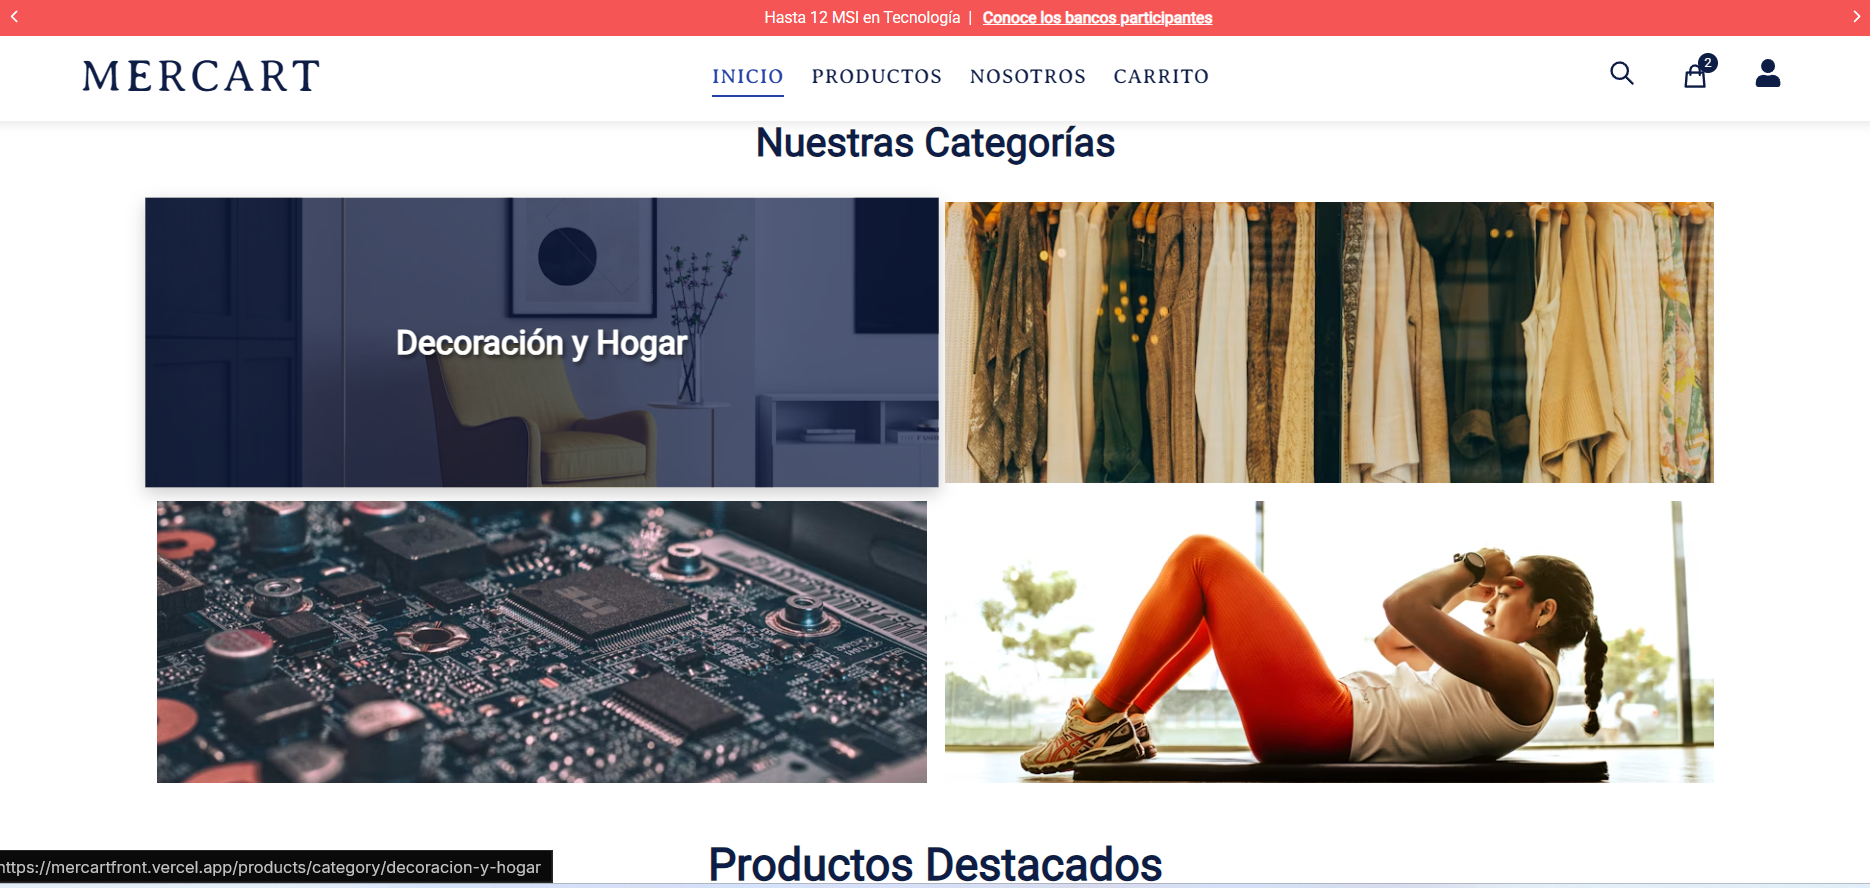 Hasta 12 MSI en Tecnología | Conoce los bancos participantes
MERCART
INICIO PRODUCTOS NOSOTROS CARRITO
2
Nuestras Categorías
Decoración y Hogar
Productos Destacados
https://mercartfront.vercel.app/products/category/decoracion-y-hogar